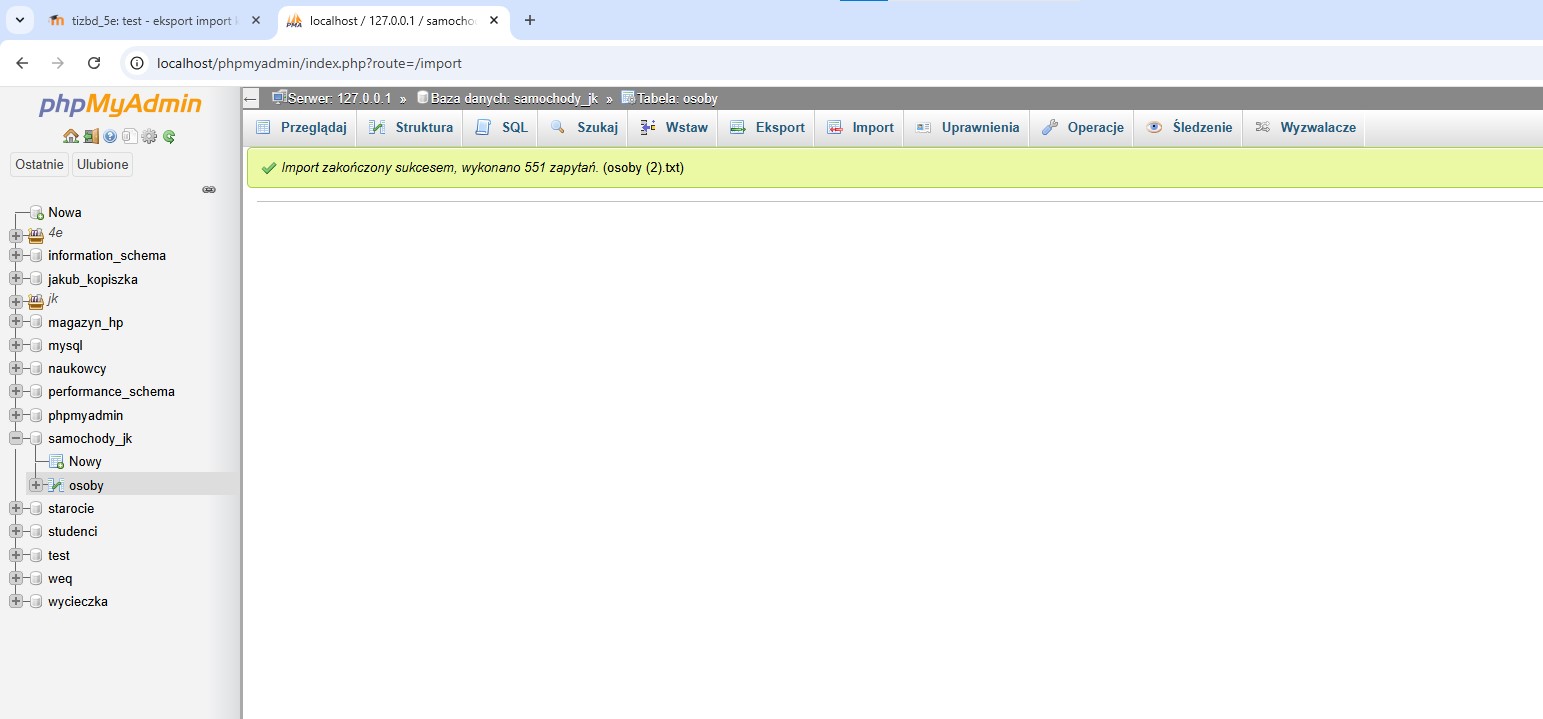 tizbd_5e: test - eksport import
localhost / 127.0.0.1 / samocho
localhost/phpmyadmin/index.php?route=/import
phpMyAdmin
Ostatnie Ulubione
Nowa
4e
information_schema
jakub_kopiszka
jk
magazyn_hp
mysql
naukowcy
performance_schema
phpmyadmin
samochody_jk
Nowy
osoby
starocie
studenci
test
weq
wycieczka
Serwer: 127.0.0.1 » Baza danych: samochody_jk » Tabela: osoby
Przeglądaj Struktura SQL Szukaj Wstaw Eksport Import Uprawnienia Operacje Śledzenie Wyzwalacze
Import zakończony sukcesem, wykonano 551 zapytań. (osoby (2).txt)